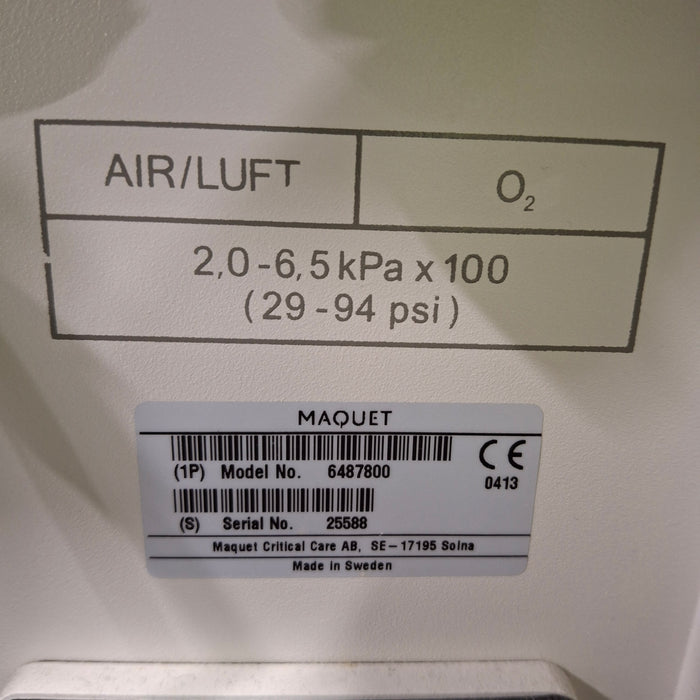 AIR/LUFT
O₂
2,0-6,5 kPa x 100
(29-94 psi)
MAQUET
CE
(1P) Model No. 6487800
0413
(S) Serial No. 25588
Maquet Critical Care AB, SE-17195 Solna
Made in Sweden